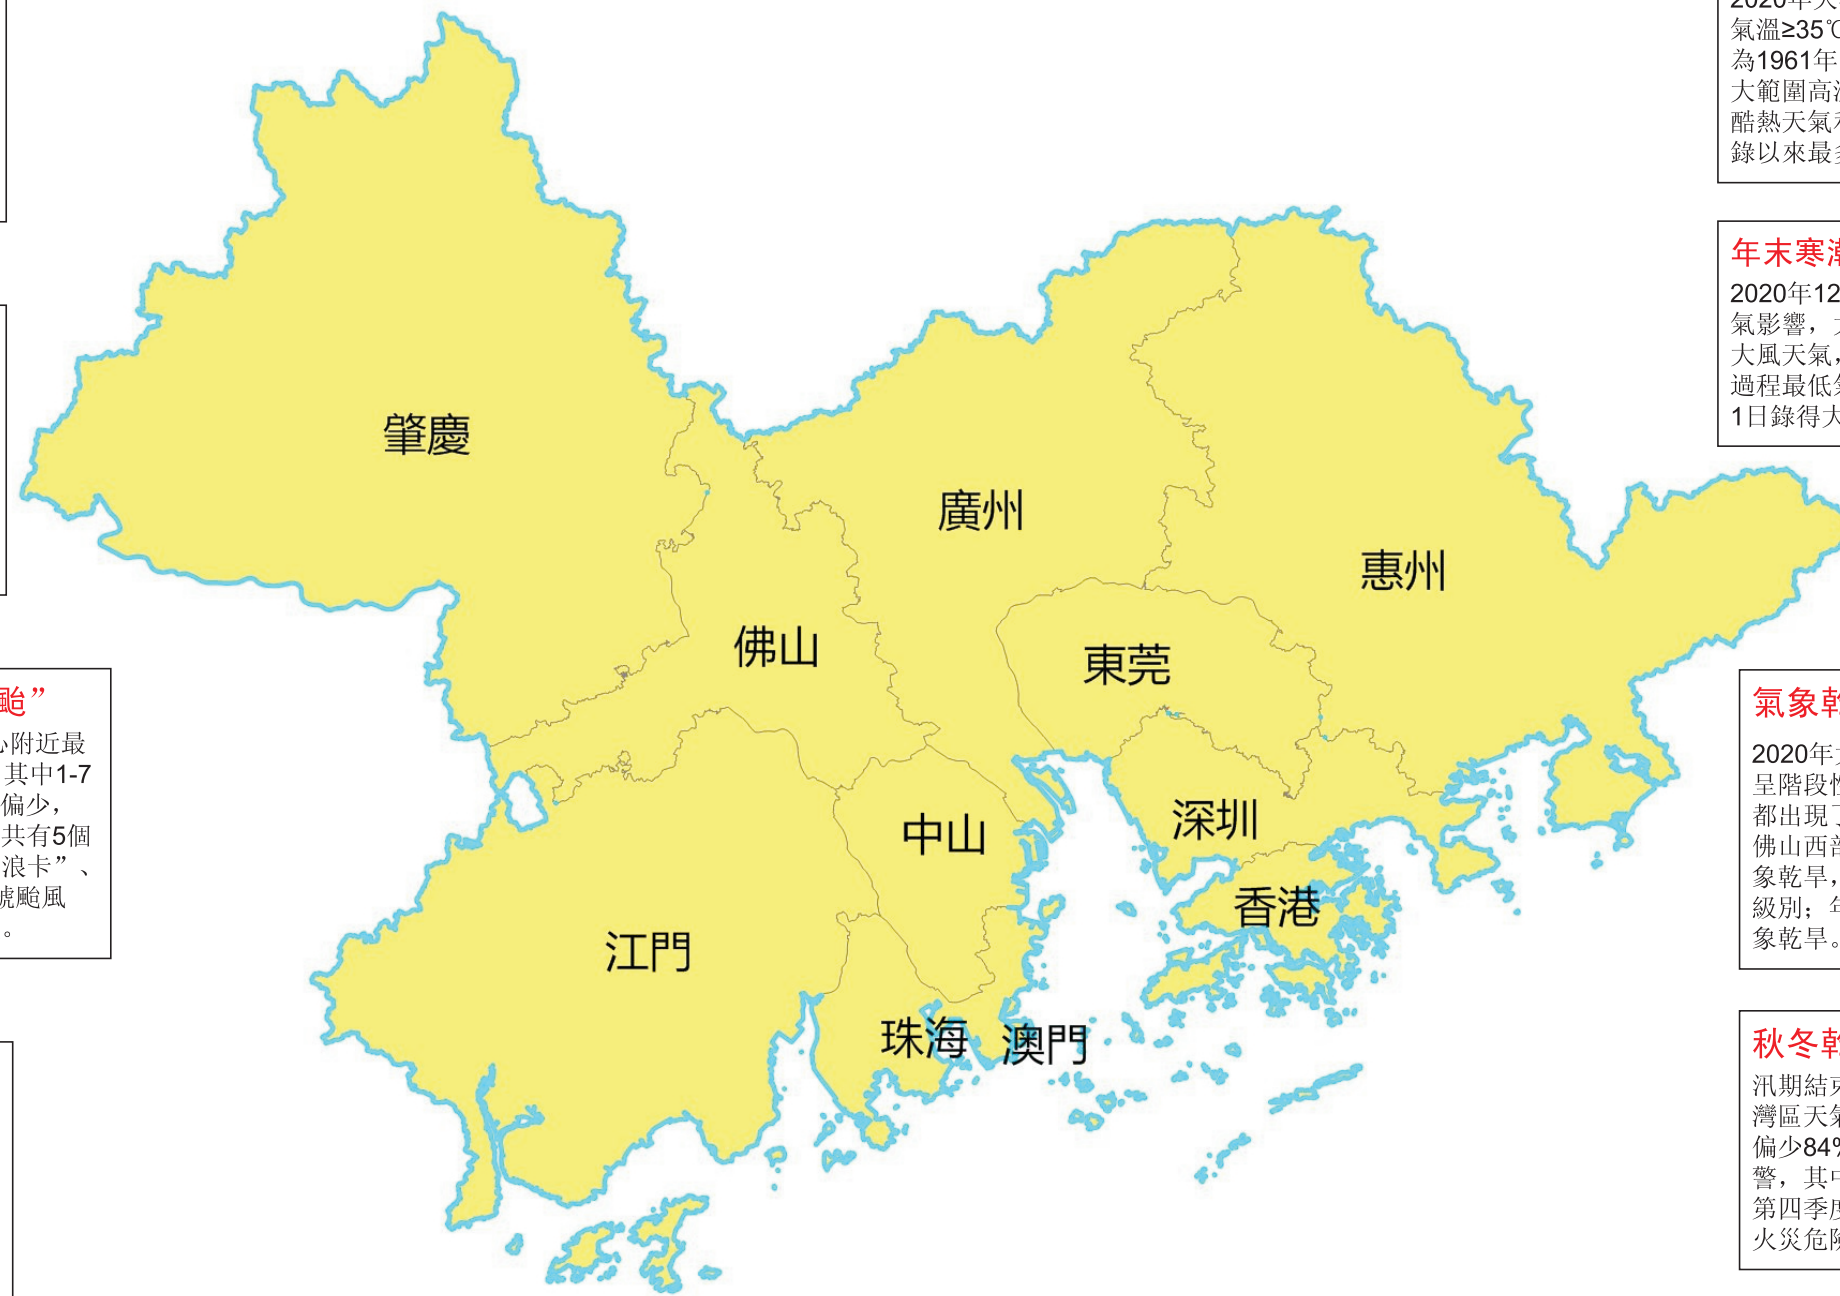 颱”
心附近最
其中1-7
偏少，
共有5個
浪卡”、
號颱風
。
肇慶
廣州
惠州
佛山
東莞
中山
深圳
香港
江門
珠海
澳門
氣溫≥35℃
為1961年
大範圍高溫
酷熱天氣
錄以來最多
年末寒潮
2020年12
氣影響，
大風天氣，
過程最低氣
1日錄得大
氣象乾
2020年
呈階段性
都出現了
佛山西部
象乾旱，
級別；年
象乾旱。
秋冬乾
汛期結束
灣區天氣
偏少84%
警，其中
第四季度
火災危險